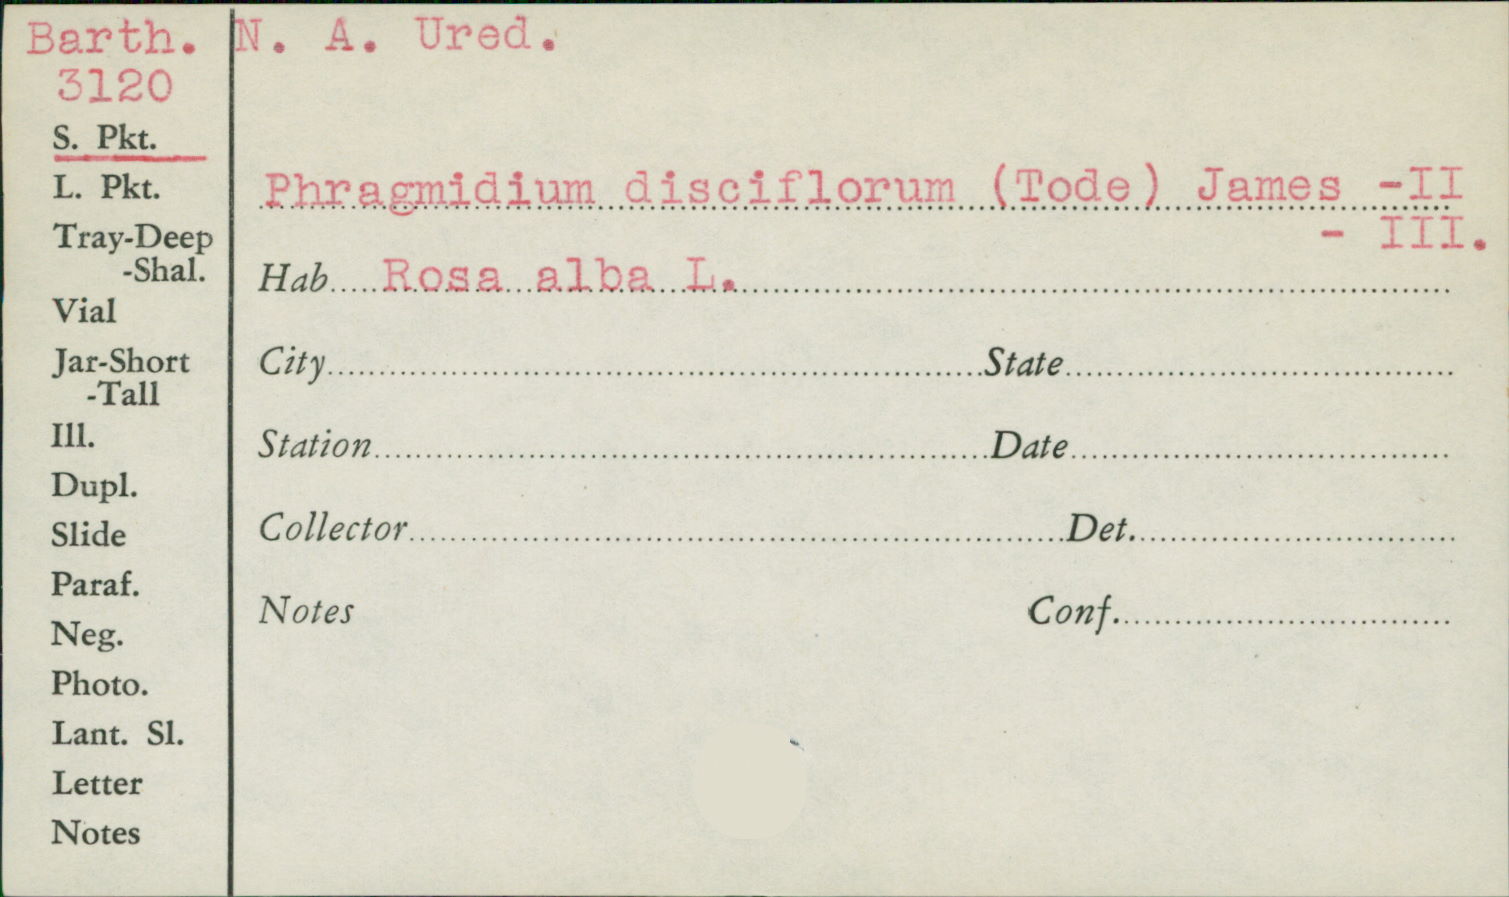 Barth. N. A. Ured.
3120
S. Pkt.
L. Pkt.
Tray-Deep
-Shal.
Vial
Jar-Short
-Tall
Ill.
Dupl.
Slide
Paraf.
Neg.
Photo.
Lant. Sl.
Letter
Notes
Phragmidium disciflorum (Tode) James -II
- III.
Hab Rosa alba L.
City State
Station Date
Collector Det.
Notes Conf.